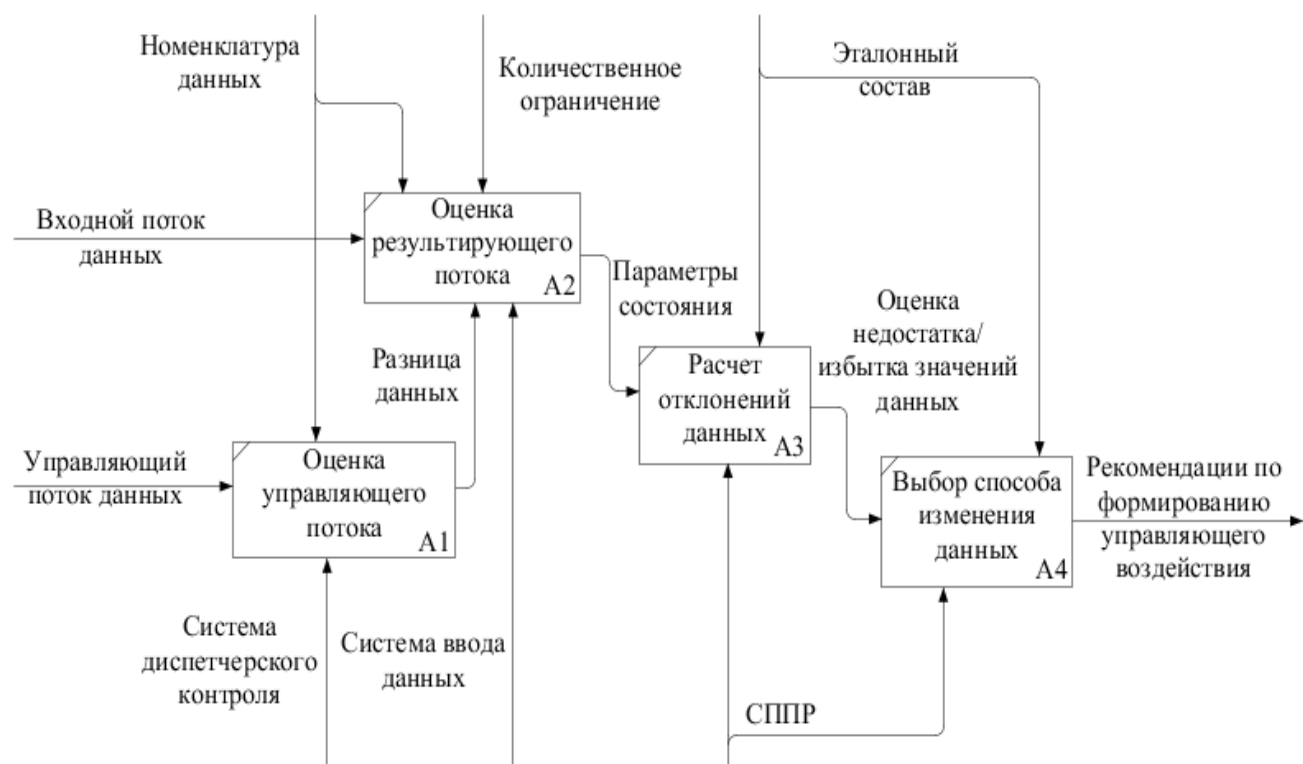 Номенклатура
данных
Количественное
ограничение
Эталонный
состав
Входной поток
данных
Оценка
результирующего
потока
A2
Параметры
состояния
Разница
данных
Расчет
отклонений
данных
A3
Оценка
недостатка/
избытка значений
данных
Управляющий
поток данных
Оценка
управляющего
потока
A1
Выбор способа
изменения
данных
A4
Рекомендации по
формированию
управляющего
воздействия
Система
диспетчерского
контроля
Система ввода
данных
СППР